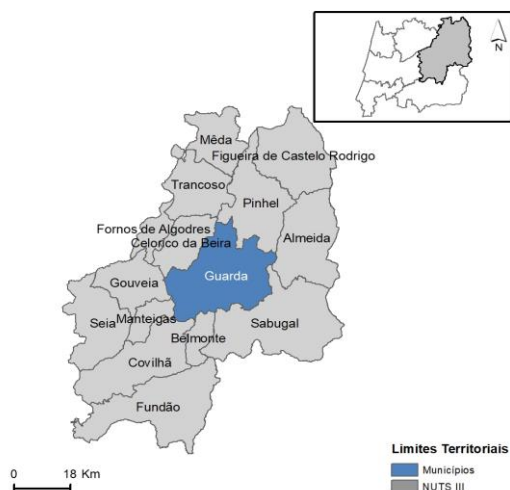 N
Mêda
Figueira de Castelo Rodrigo
Trancoso
Pinhel
Fornos de Algodres
Celorico da Beira
Almeida
Guarda
Gouveia
Manteigas
Seia
Sabugal
Belmonte
Covilhã
Fundão
Limites Territoriais
Municípios
NUTS III
0 18 Km